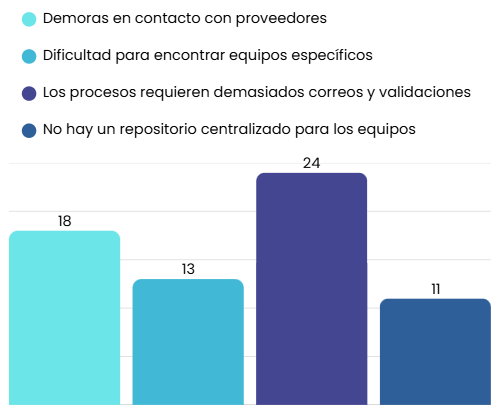 Demoras en contacto con proveedores
Dificultad para encontrar equipos específicos
Los procesos requieren demasiados correos y validaciones
No hay un repositorio centralizado para los equipos
24
18
13
11